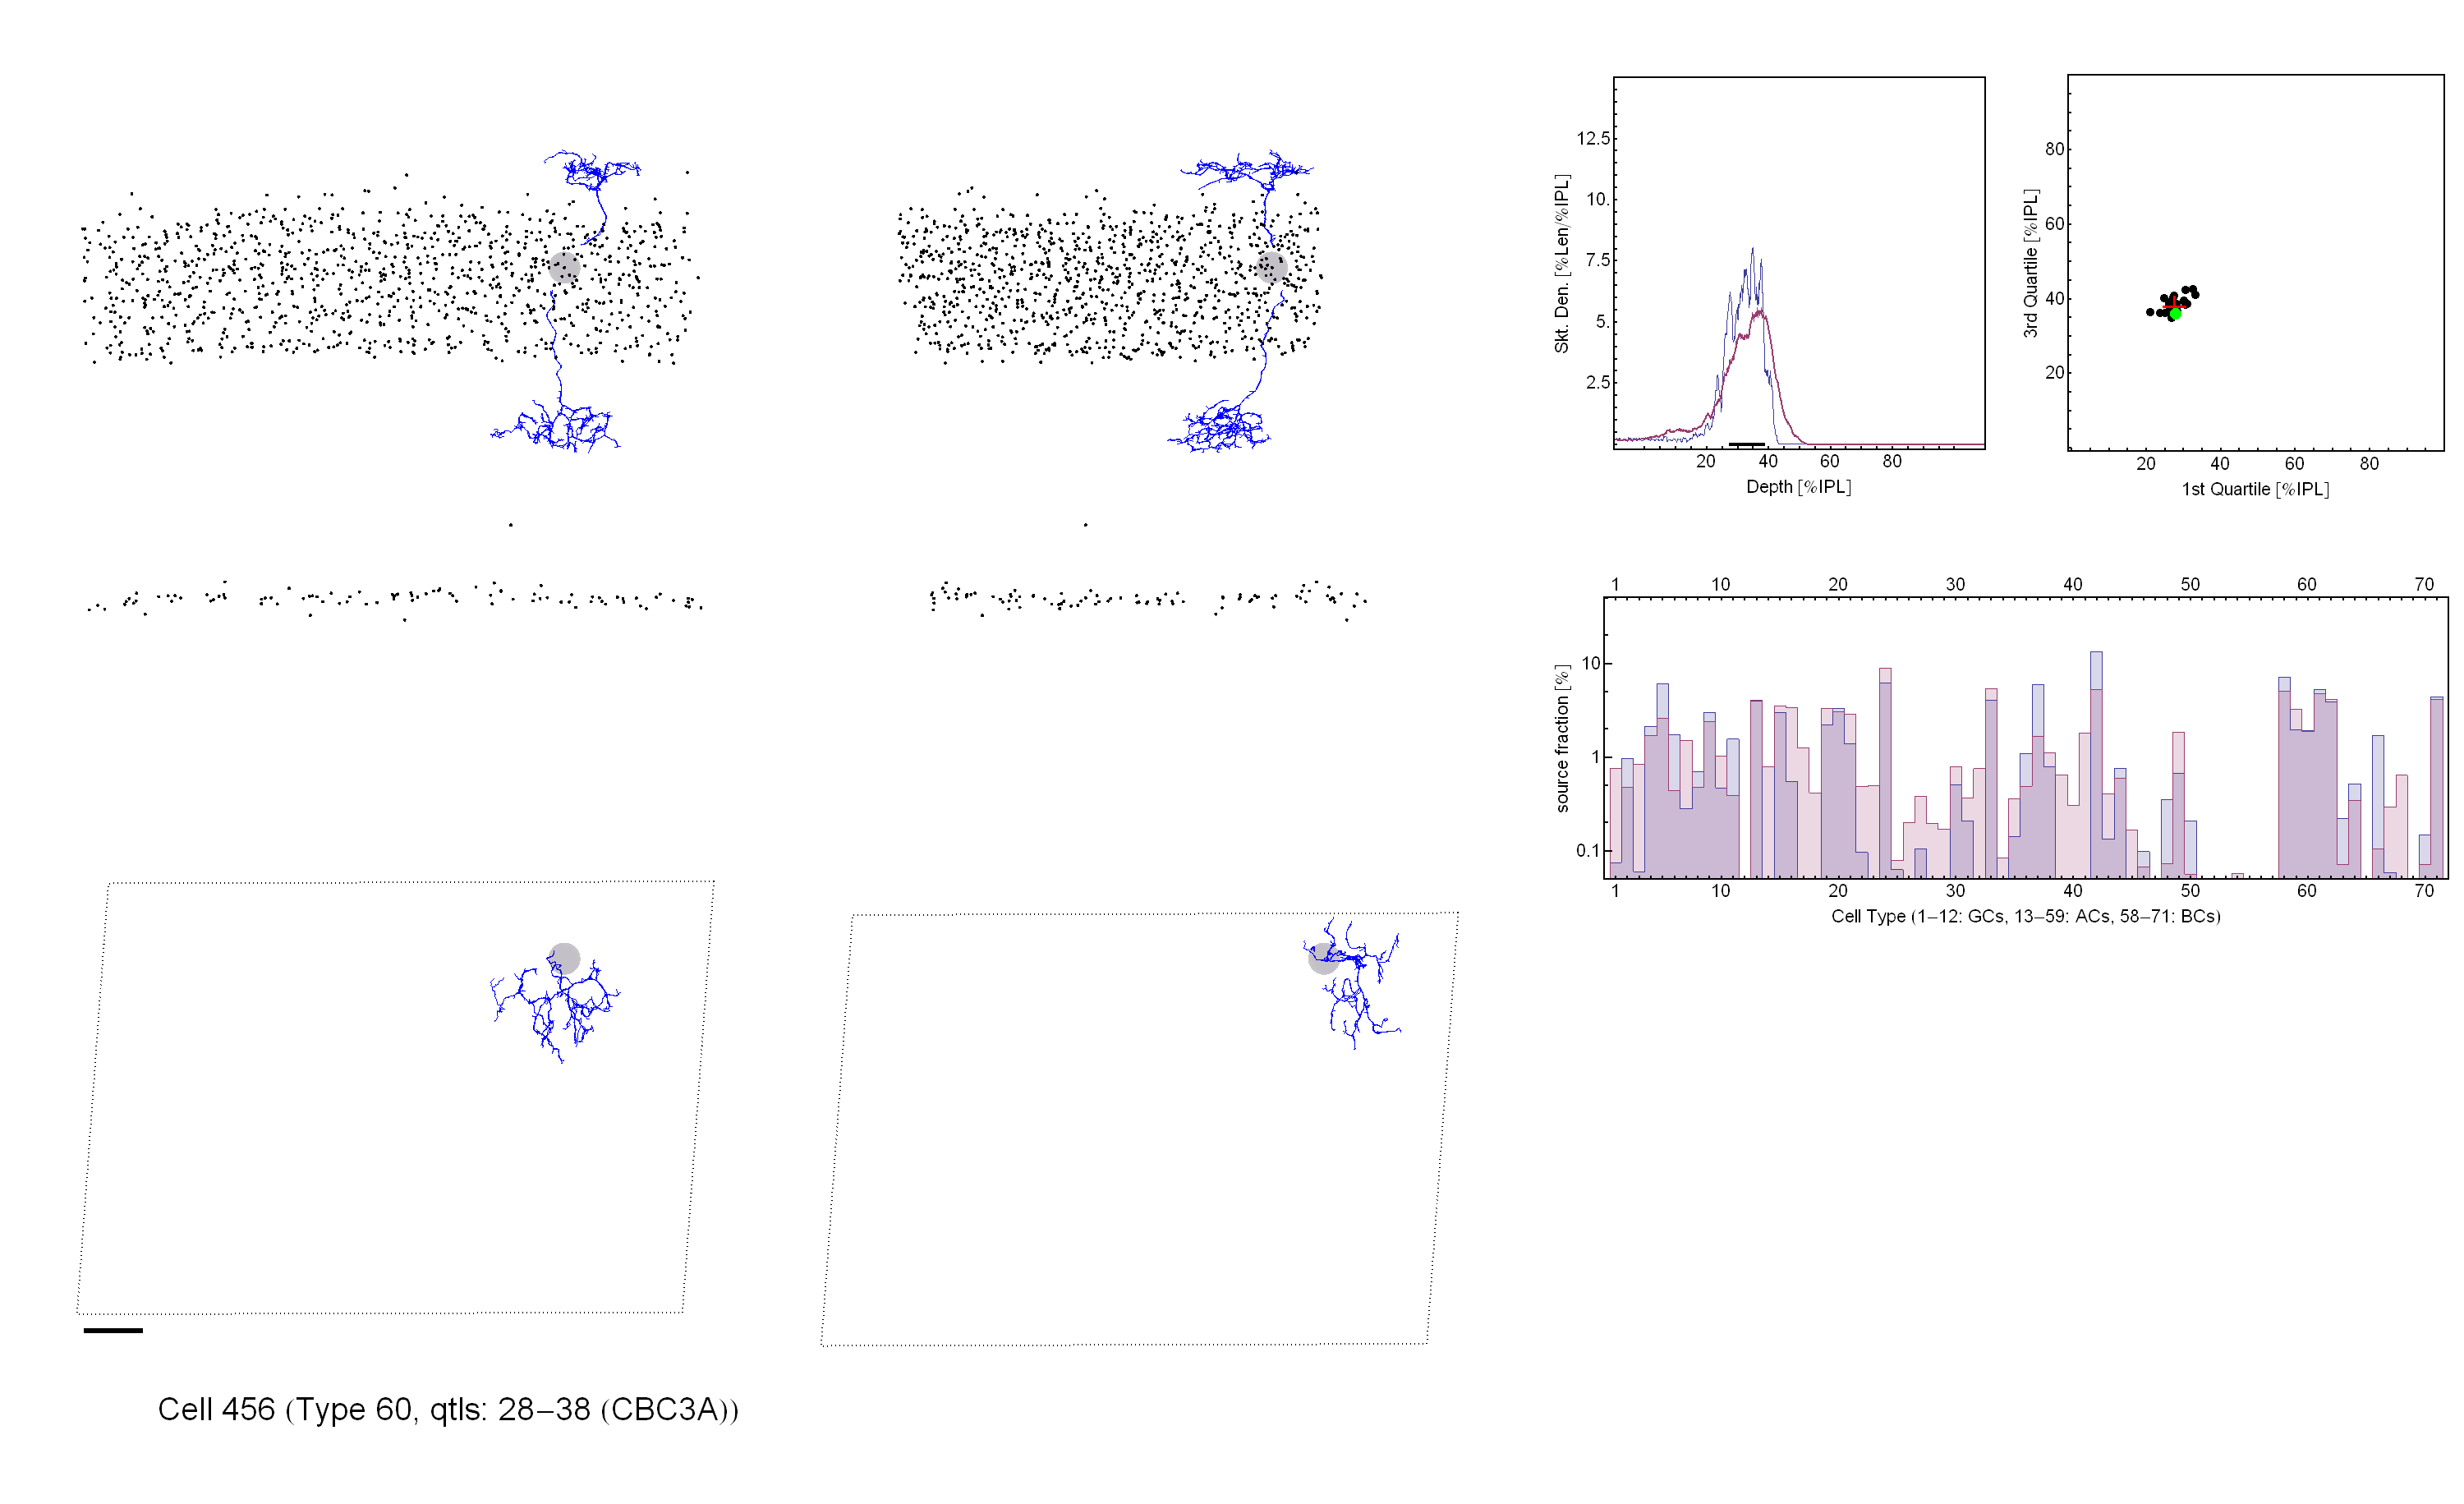 12.5
10.
7.5
5.
2.5
Skt. Den. [%Len/%IPL]
20 40 60 80
Depth [%IPL]
80
60
40
20
3rd Quartile [%IPL]
20 40 60 80
1st Quartile [%IPL]
1 10 20 30 40 50 60 70
10
1
0.1
source fraction [%]
1 10 20 30 40 50 60 70
Cell Type (1–12: GCs, 13–59: ACs, 58–71: BCs)
Cell 456 (Type 60, qtls: 28–38 (CBC3A))